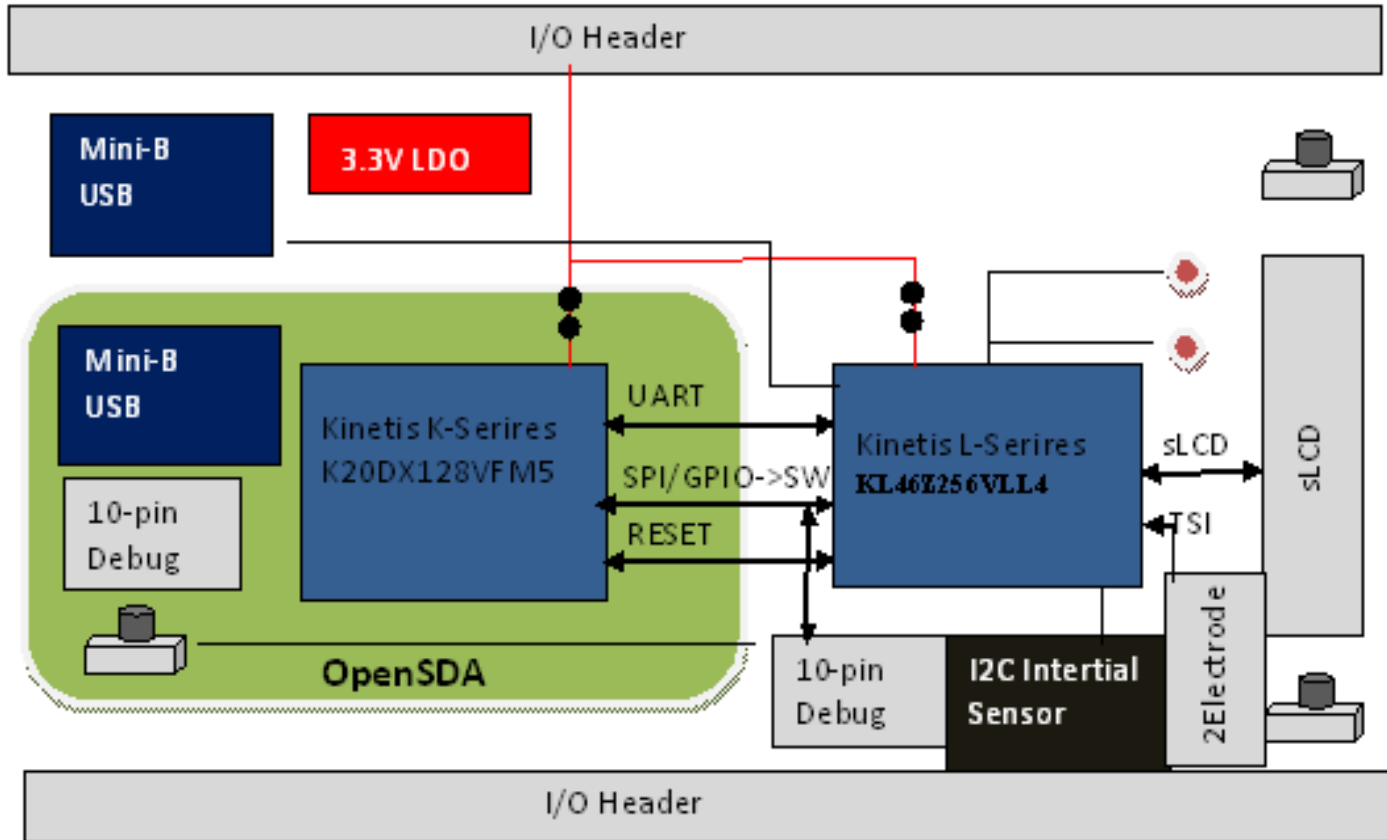 I/O Header
Mini-B
USB
3.3V LDO
Mini-B
USB
Kinetis K-Serires
K20DX128VFM5
UART
Kinetis L-Serires
KL46Z256VLL4
sLCD
sLCD
SPI/GPIO->SW
10-pin
Debug
RESET
TSI
2Electrode
OpenSDA
10-pin
Debug
I2C Intertial
Sensor
I/O Header